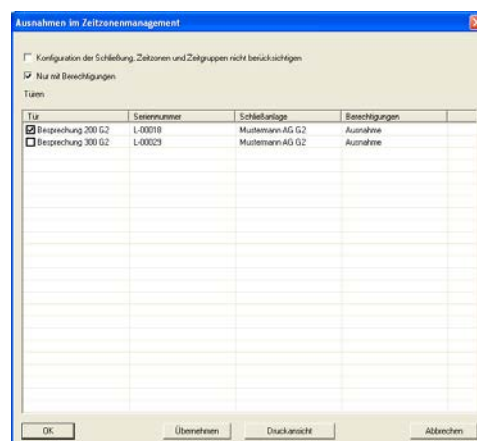 Ausnahmen im Zeitzonenmanagement
Konfiguration der Schließung, Zeitzonen und Zeitgruppen nicht berücksichtigen
Nur mit Berechtigungen
Türen
Tür Seriennummer Schließanlage Berechtigungen
Besprechung 200 G2 L-00018 Mustermann AG G2 Ausnahme
Besprechung 300 G2 L-00029 Mustermann AG G2 Ausnahme
OK Übernehmen Druckansicht Abbrechen